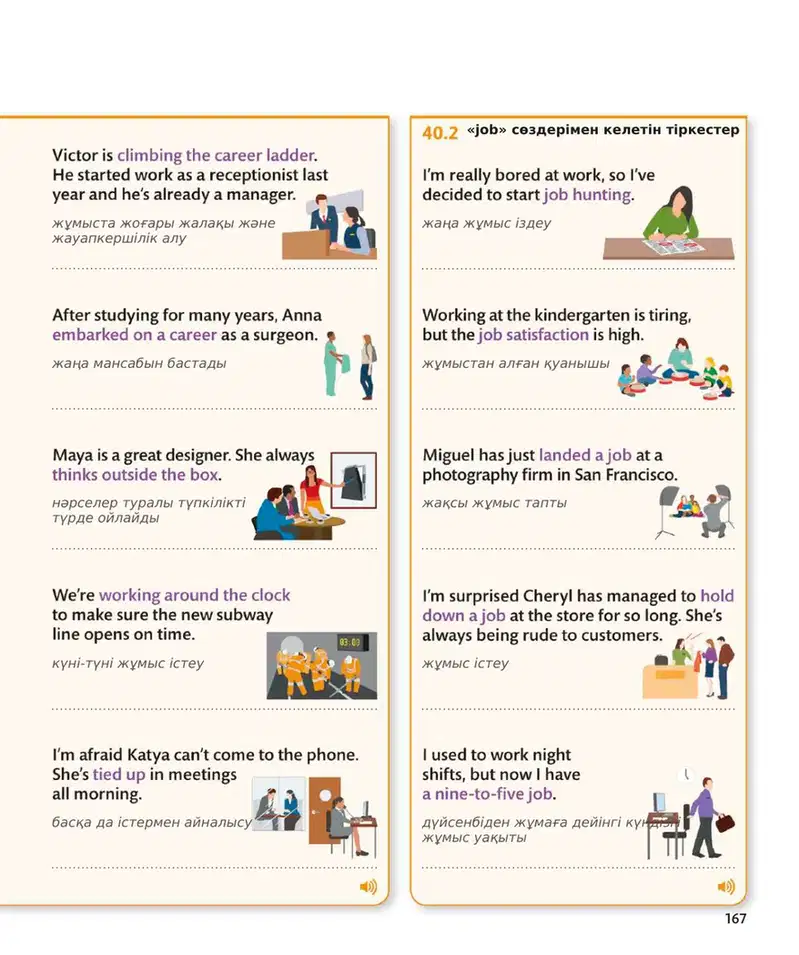 Victor is climbing the career ladder.
He started work as a receptionist last
year and he's already a manager.
жұмыста жоғары жалақы және
жауапкершілік алу
After studying for many years, Anna
embarked on a career as a surgeon.
жаңа мансабын бастады
Maya is a great designer. She always
thinks outside the box.
нәрселер туралы түпкілікті
түрде ойлайды
We're working around the clock
to make sure the new subway
line opens on time.
03.00
күні-түні жұмыс істеу
I'm afraid Katya can't come to the phone.
She's tied up in meetings
all morning.
басқа да істермен айналысу
40.2 «job» сөздерімен келетін тіркестер
I'm really bored at work, so I've
decided to start job hunting.
жаңа жұмыс іздеу
Working at the kindergarten is tiring,
but the job satisfaction is high.
жұмыстан алған қуанышы
Miguel has just landed a job at a
photography firm in San Francisco.
жақсы жұмыс тапты
I'm surprised Cheryl has managed to hold
down a job at the store for so long. She's
always being rude to customers.
жұмыс істеу
I used to work night
shifts, but now I have
a nine-to-five job.
дүйсенбіден жұмаға дейінгі күндізгі
жұмыс уақыты
167